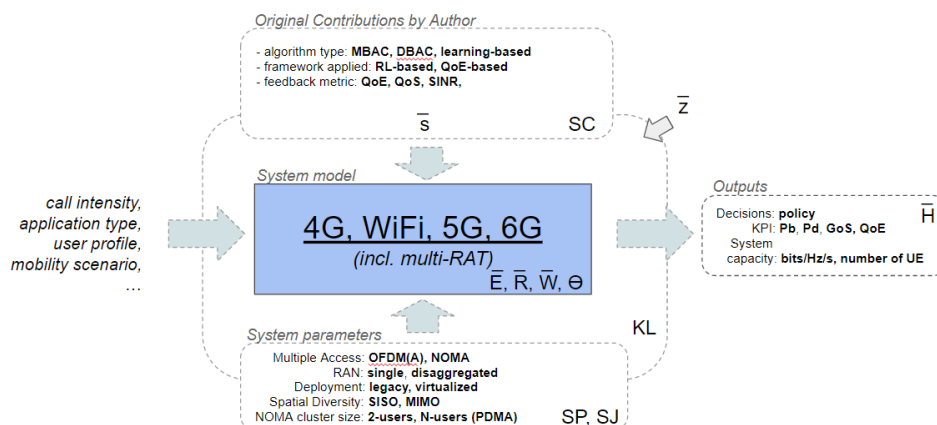 Original Contributions by Author
- algorithm type: MBAC, DBAC, learning-based
- framework applied: RL-based, QoE-based
- feedback metric: QoE, QoS, SINR,
s̅ SC
z̅
System model
call intensity,
application type,
user profile,
mobility scenario,
...
4G, WiFi, 5G, 6G
(incl. multi-RAT)
E̅, R̅, W̅, Θ
Outputs
Decisions: policy H̅
KPI: Pb, Pd, GoS, QoE
System
capacity: bits/Hz/s, number of UE
KL
System parameters
Multiple Access: OFDM(A), NOMA
RAN: single, disaggregated
Deployment: legacy, virtualized
Spatial Diversity: SISO, MIMO
NOMA cluster size: 2-users, N-users (PDMA)
SP, SJ